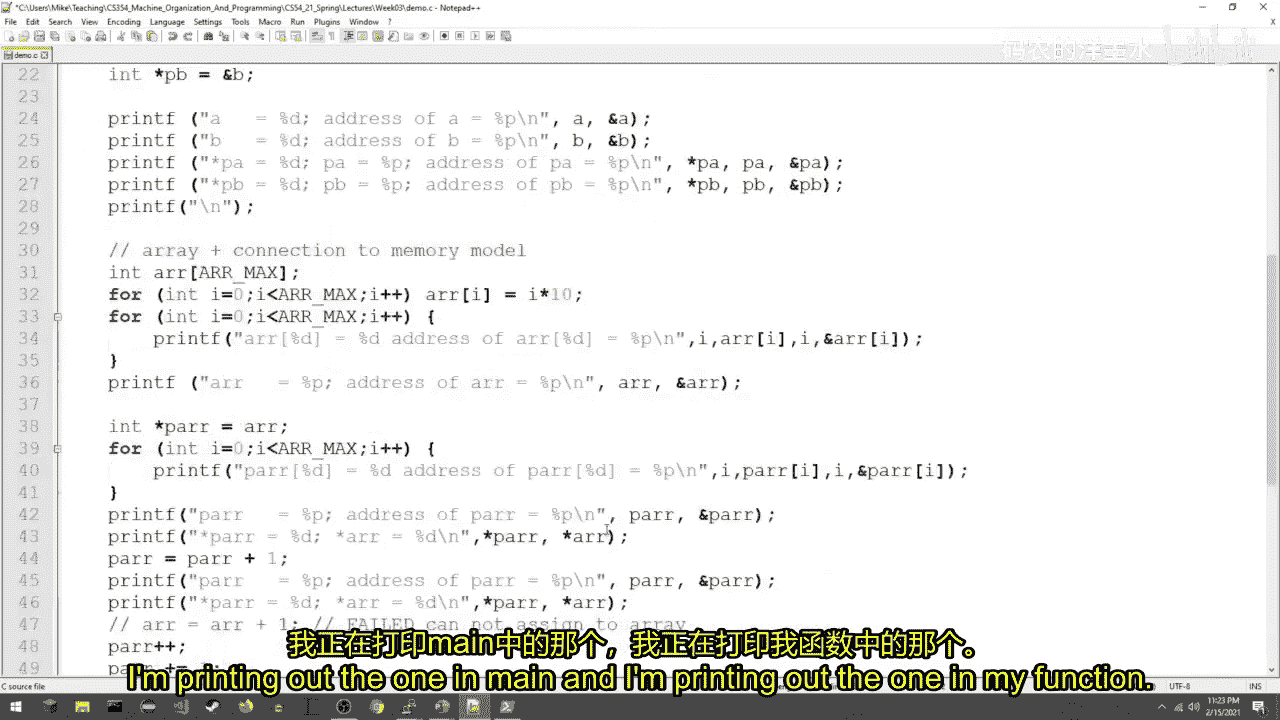 *C:\Users\Mike\Teaching\CS354_Machine_Organization_And_Programming\CS54_21_Spring\Lectures\Week03\demo.c - Notepad++
File Edit Search View Encoding Language Settings Tools Macro Run Plugins Window ?
X
码农的洋墨水 bilibili
demo.c
22 int *pb = &b;
23
24 printf ("a   = %d; address of a = %p\n", a, &a);
25 printf ("b   = %d; address of b = %p\n", b, &b);
26 printf ("*pa = %d; pa = %p; address of pa = %p\n", *pa, pa, &pa);
27 printf ("*pb = %d; pb = %p; address of pb = %p\n", *pb, pb, &pb);
28 printf("\n");
29
30 // array + connection to memory model
31 int arr[ARR_MAX];
32 for (int i=0;i<ARR_MAX;i++) arr[i] = i*10;
33 for (int i=0;i<ARR_MAX;i++) {
34 printf("arr[%d] = %d address of arr[%d] = %p\n",i,arr[i],i,&arr[i]);
35 }
36 printf ("arr   = %p; address of arr = %p\n", arr, &arr);
37
38 int *parr = arr;
39 for (int i=0;i<ARR_MAX;i++) {
40 printf("parr[%d] = %d address of parr[%d] = %p\n",i,parr[i],i,&parr[i]);
41 }
42 printf("parr   = %p; address of parr = %p\n", parr, &parr);
43 printf("*parr = %d; *arr = %d\n",*parr, *arr);
44 parr = parr + 1;
45 printf("parr   = %p; address of parr = %p\n", parr, &parr);
46 printf("*parr = %d; *arr = %d\n",*parr, *arr);
47 // arr = arr + 1; // FAILED can not assign to array
48 parr++;
49
我正在打印main中的那个，我正在打印我函数中的那个。
I'm printing out the one in main and I'm printing out the one in my function.
C source file UTF-8 INS
11:23 PM
2/15/2021